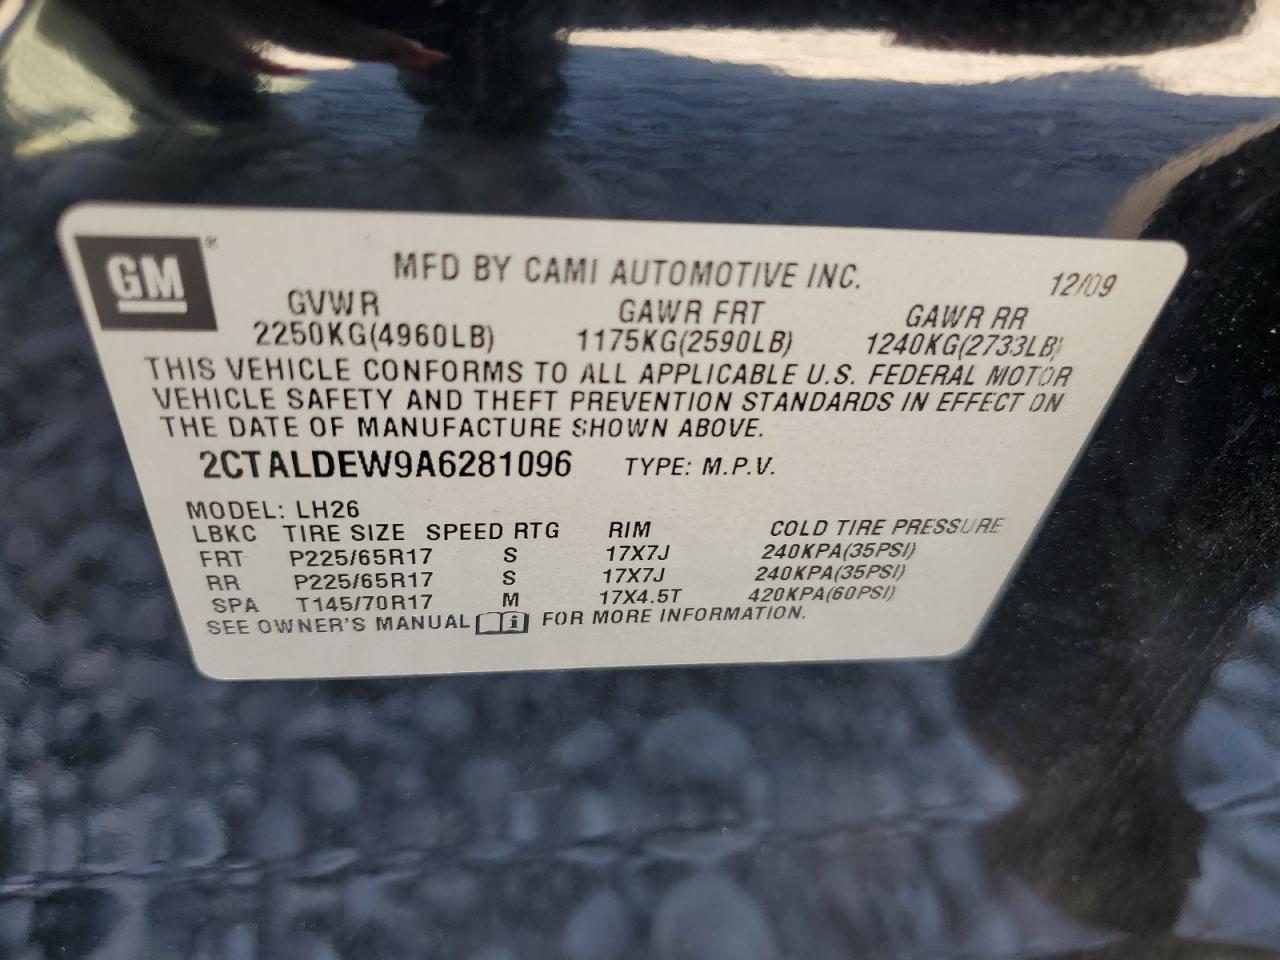 GM ®
MFD BY CAMI AUTOMOTIVE INC. 12/09
GVWR GAWR FRT GAWR RR
2250KG(4960LB) 1175KG(2590LB) 1240KG(2733LB)
THIS VEHICLE CONFORMS TO ALL APPLICABLE U.S. FEDERAL MOTOR
VEHICLE SAFETY AND THEFT PREVENTION STANDARDS IN EFFECT ON
THE DATE OF MANUFACTURE SHOWN ABOVE.
2CTALDEW9A6281096 TYPE: M.P.V.
MODEL: LH26
LBKC TIRE SIZE SPEED RTG RIM COLD TIRE PRESSURE
FRT P225/65R17 S 17X7J 240KPA(35PSI)
RR P225/65R17 S 17X7J 240KPA(35PSI)
SPA T145/70R17 M 17X4.5T 420KPA(60PSI)
SEE OWNER'S MANUAL i FOR MORE INFORMATION.